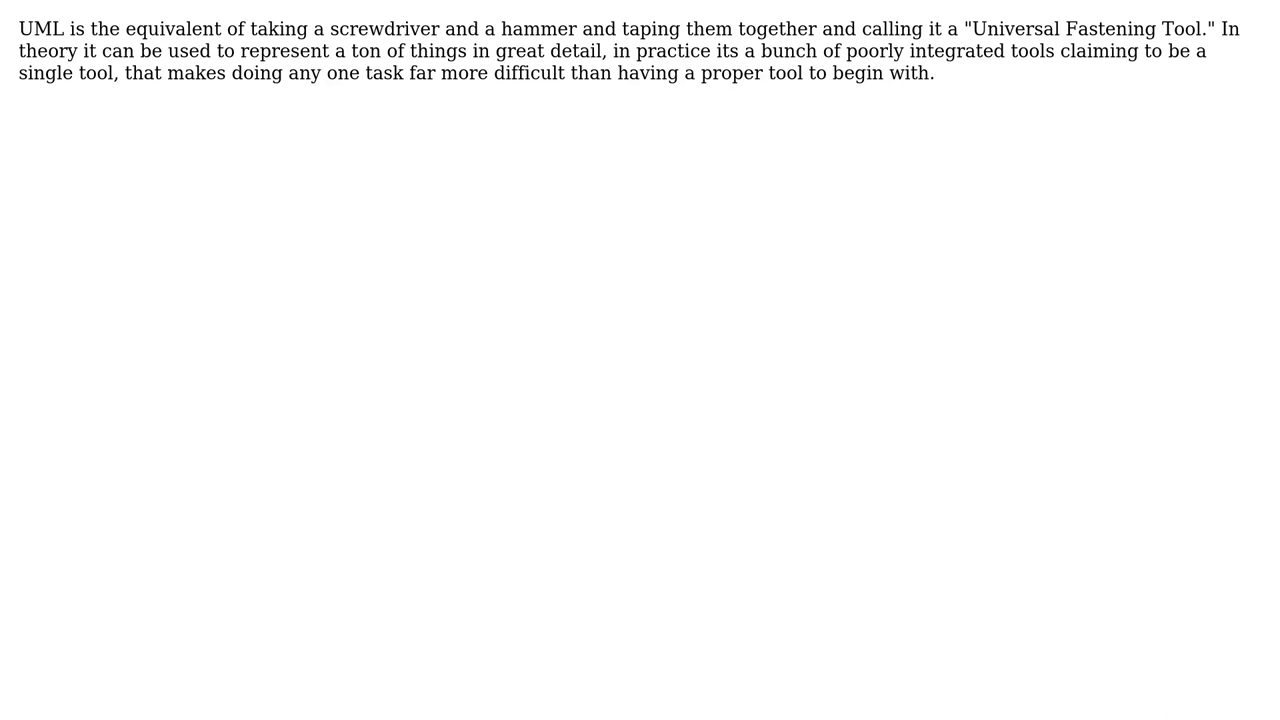 UML is the equivalent of taking a screwdriver and a hammer and taping them together and calling it a "Universal Fastening Tool." In
theory it can be used to represent a ton of things in great detail, in practice its a bunch of poorly integrated tools claiming to be a
single tool, that makes doing any one task far more difficult than having a proper tool to begin with.